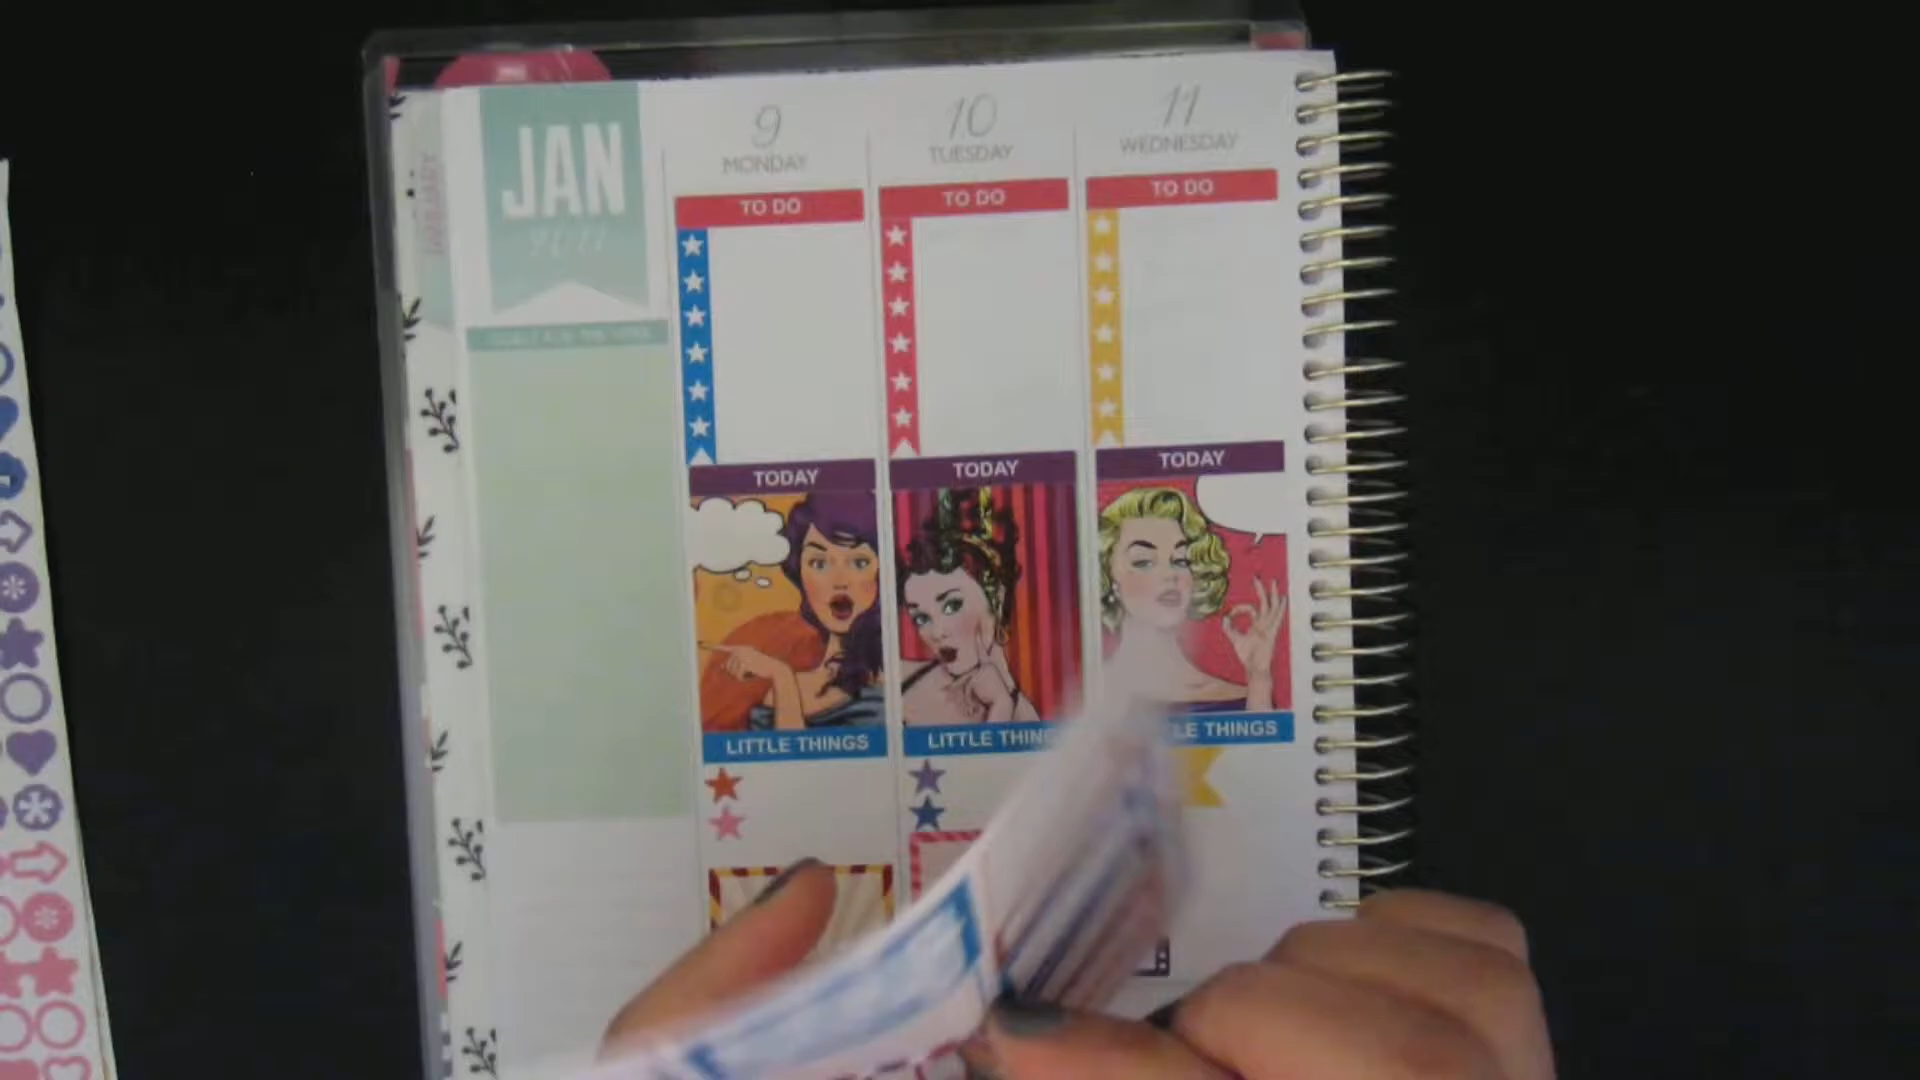 JAN
9
MONDAY
10
TUESDAY
11
WEDNESDAY
TO DO
TO DO
TO DO
TODAY
TODAY
TODAY
LITTLE THINGS
LITTLE
THINGS